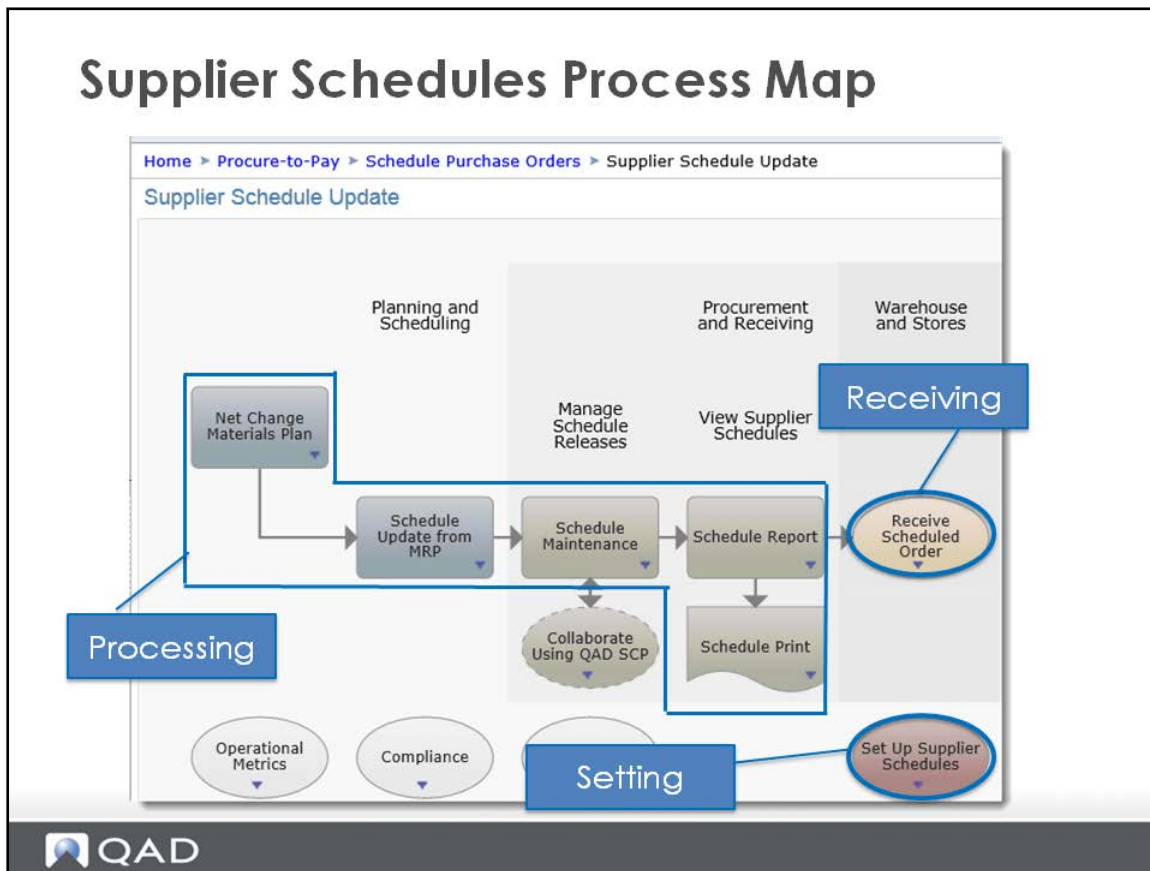 Supplier Schedules Process Map
Home > Procure-to-Pay > Schedule Purchase Orders > Supplier Schedule Update
Supplier Schedule Update
Planning and
Scheduling
Procurement
and Receiving
Warehouse
and Stores
Net Change
Materials Plan
Manage
Schedule
Releases
View Supplier
Schedules
Receiving
Schedule
Update from
MRP
Schedule
Maintenance
Schedule Report
Receive
Scheduled
Order
Processing
Collaborate
Using QAD SCP
Schedule Print
Operational
Metrics
Compliance
Setting
Set Up Supplier
Schedules
QAD